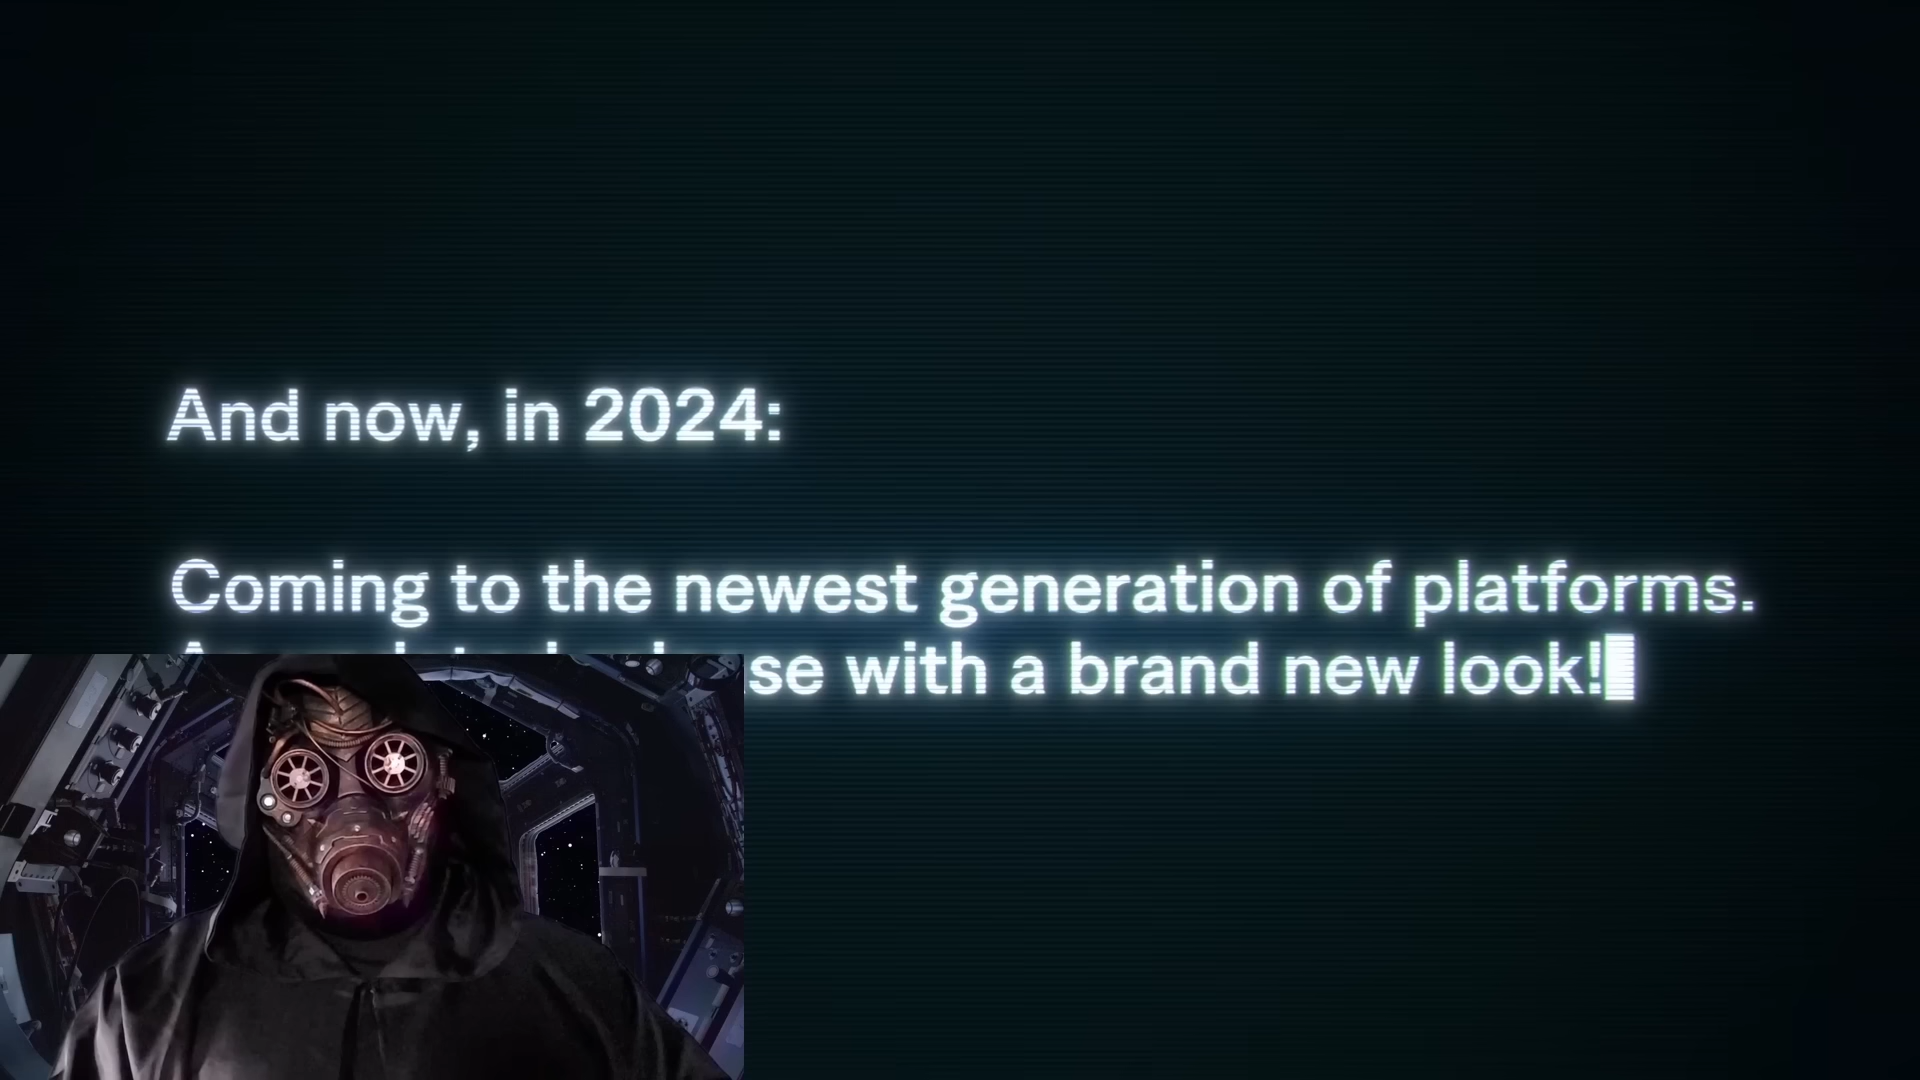 And now, in 2024:
Coming to the newest generation of platforms.
with a brand new look!